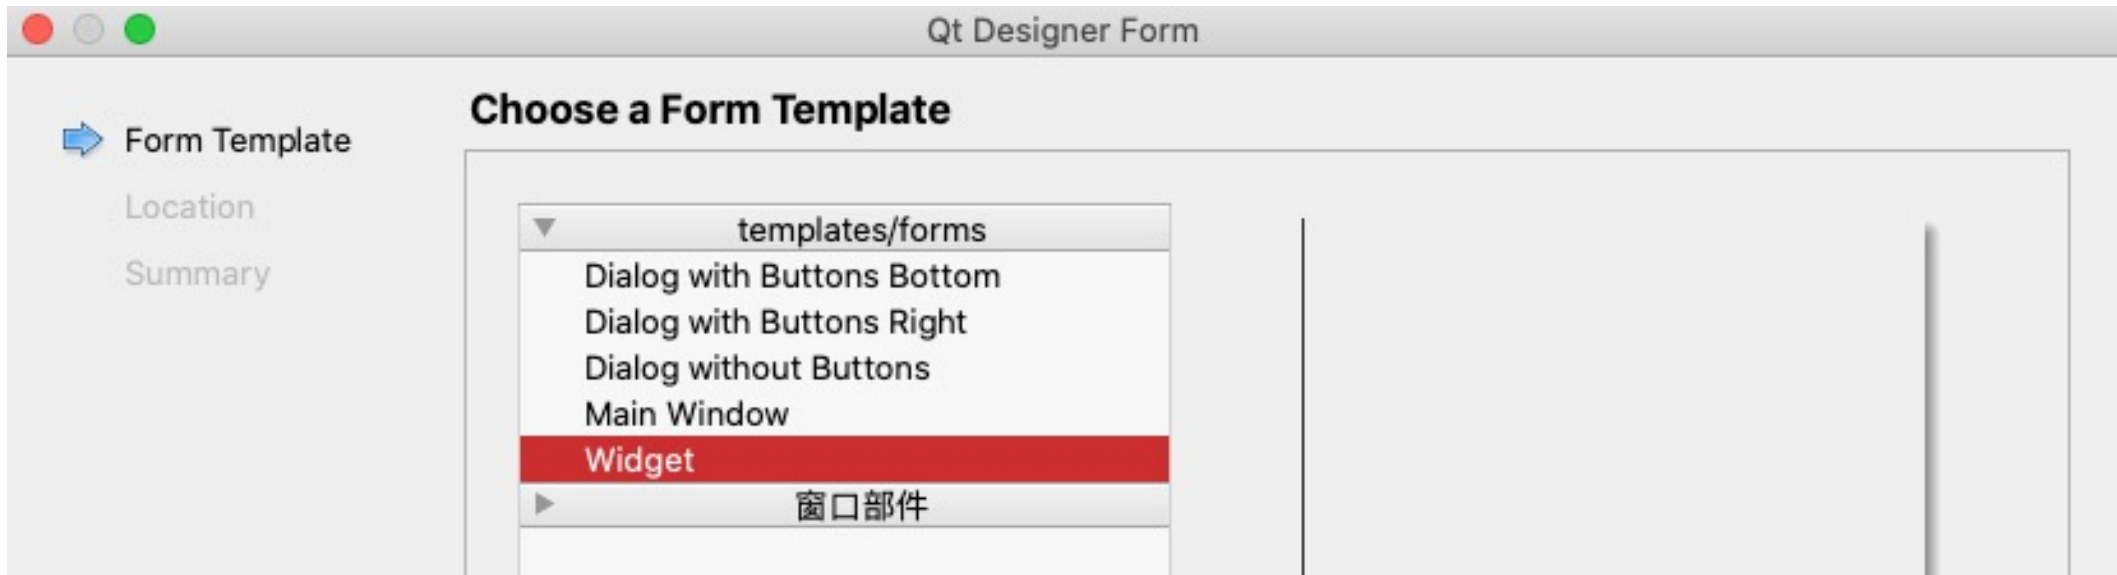 Qt Designer Form
Choose a Form Template
Form Template
Location
Summary
templates/forms
Dialog with Buttons Bottom
Dialog with Buttons Right
Dialog without Buttons
Main Window
Widget
窗口部件